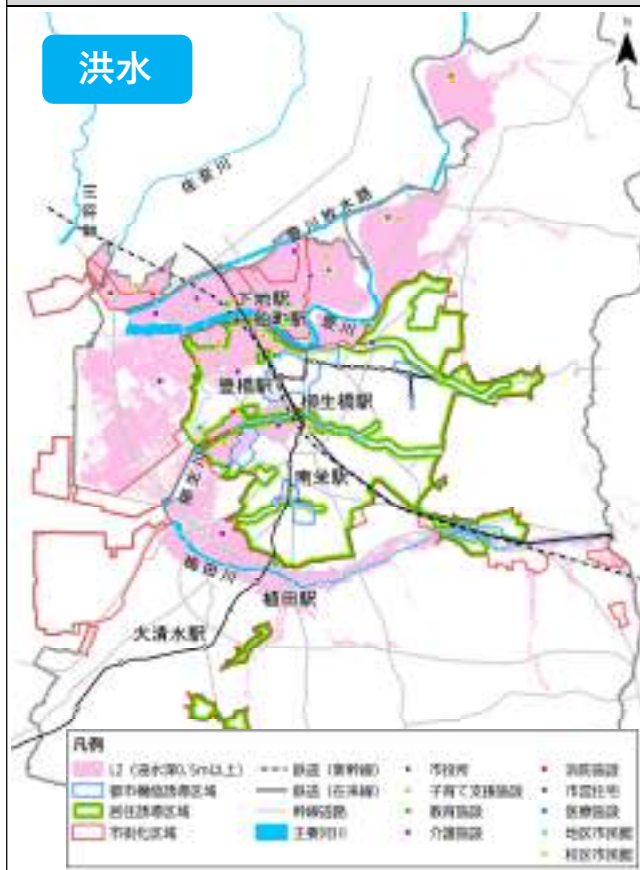 洪水
N
佐奈川
音羽川
豊川放水路
下地駅
船町駅
豊川
豊橋駅
柳生橋駅
南栄駅
柳生川
梅田川
植田駅
大清水駅
凡例
L2（浸水深0.5m以上）
都市機能誘導区域
居住誘導区域
市街化区域
鉄道（新幹線）
鉄道（在来線）
幹線道路
主要河川
市役所
子育て支援施設
教育施設
介護施設
消防施設
市営住宅
医療施設
地区市民館
校区市民館